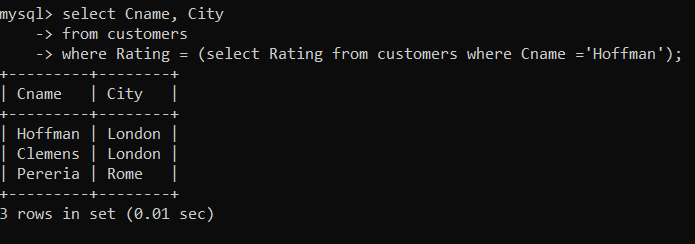 mysql> select Cname, City
    -> from customers
    -> where Rating = (select Rating from customers where Cname ='Hoffman');
+---------+--------+
| Cname   | City   |
+---------+--------+
| Hoffman | London |
| Clemens | London |
| Pereria | Rome   |
+---------+--------+
3 rows in set (0.01 sec)